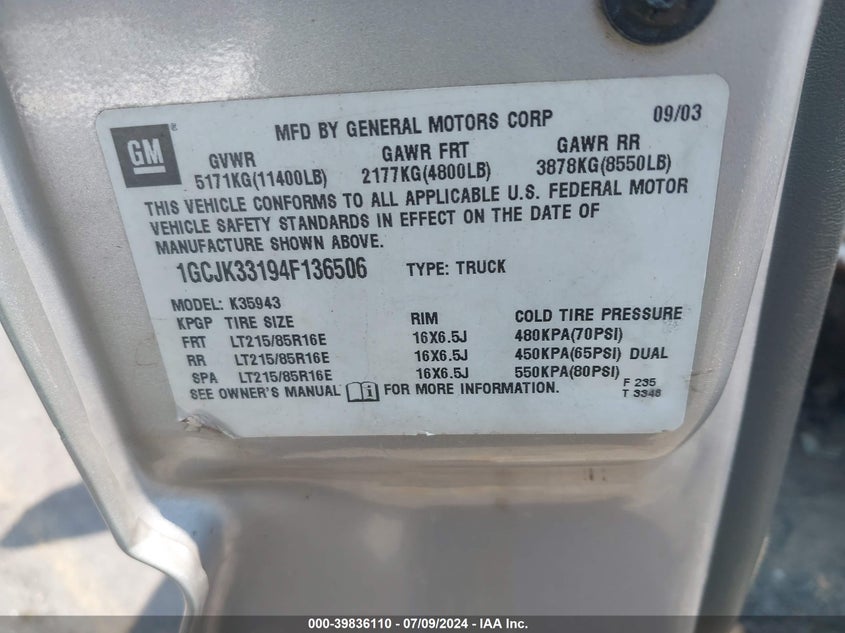 GM
MFD BY GENERAL MOTORS CORP 09/03
GVWR GAWR FRT GAWR RR
5171KG(11400LB) 2177KG(4800LB) 3878KG(8550LB)
THIS VEHICLE CONFORMS TO ALL APPLICABLE U.S. FEDERAL MOTOR
VEHICLE SAFETY STANDARDS IN EFFECT ON THE DATE OF
MANUFACTURE SHOWN ABOVE.
1GCJK33194F136506 TYPE: TRUCK
MODEL: K35943
KPGP TIRE SIZE RIM COLD TIRE PRESSURE
FRT LT215/85R16E 16X6.5J 480KPA(70PSI)
RR LT215/85R16E 16X6.5J 450KPA(65PSI) DUAL
SPA LT215/85R16E 16X6.5J 550KPA(80PSI)
SEE OWNER'S MANUAL i FOR MORE INFORMATION.
F 235
T 3348
000-39836110 - 07/09/2024 - IAA Inc.